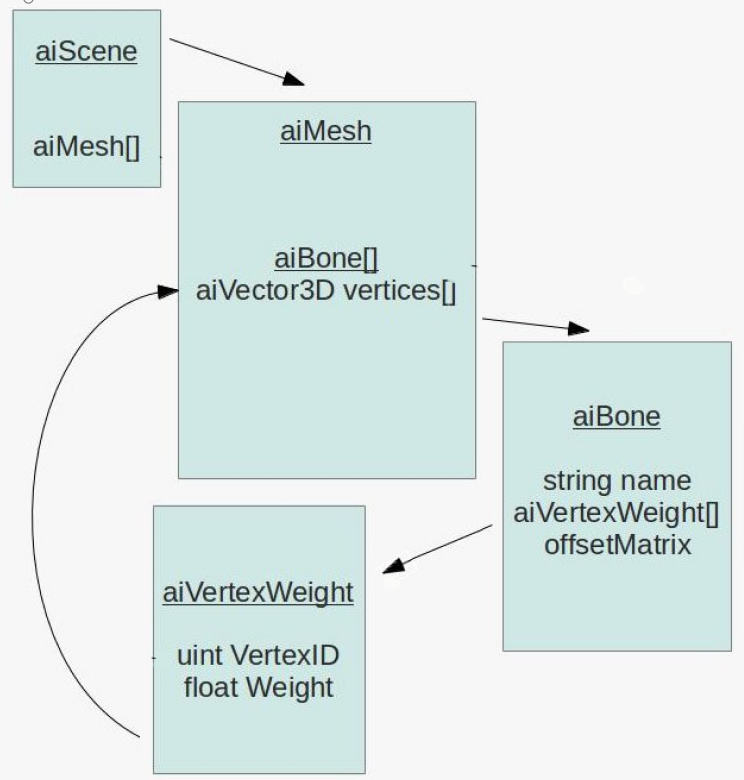 aiScene
aiMesh[]
aiMesh
aiBone[]
aiVector3D vertices[]
aiBone
string name
aiVertexWeight[]
offsetMatrix
aiVertexWeight
uint VertexID
float Weight